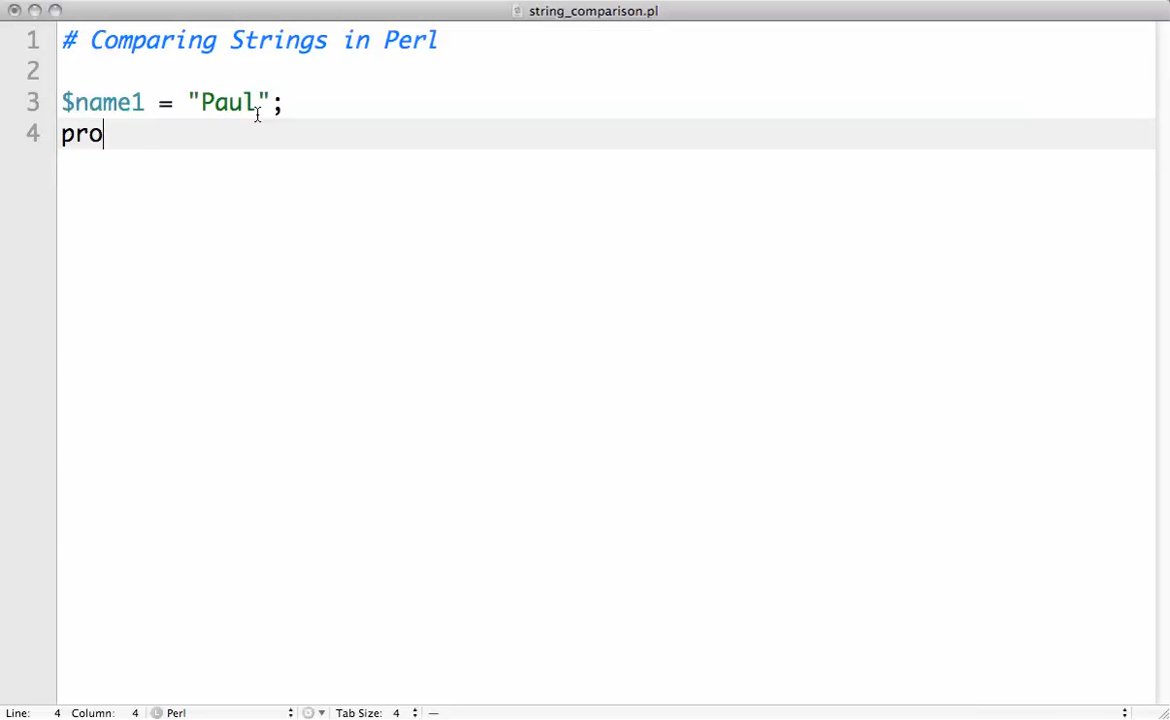 string_comparison.pl
1 # Comparing Strings in Perl
2
3 $name1 = "Paul";
4 pro
Line: 4 Column: 4 L Perl Tab Size: 4 —